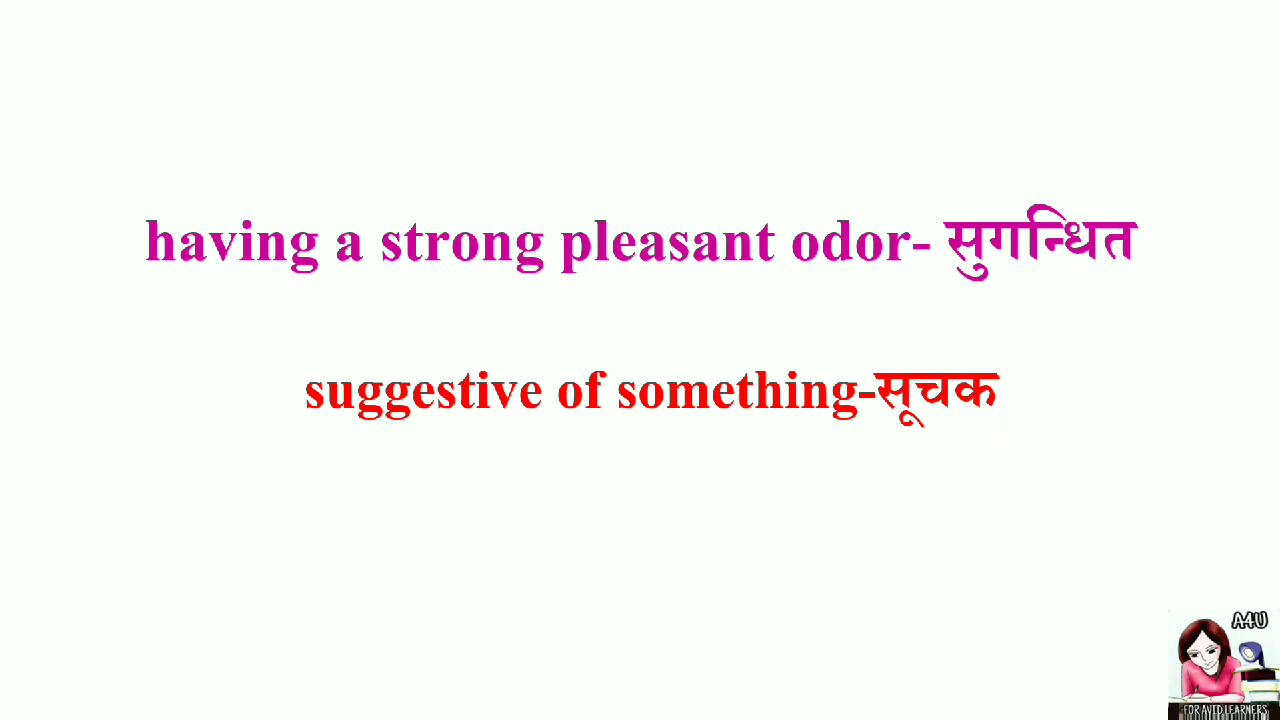 having a strong pleasant odor- सुगन्धित
suggestive of something-सूचक
A4U
FOR AVID LEARNERS